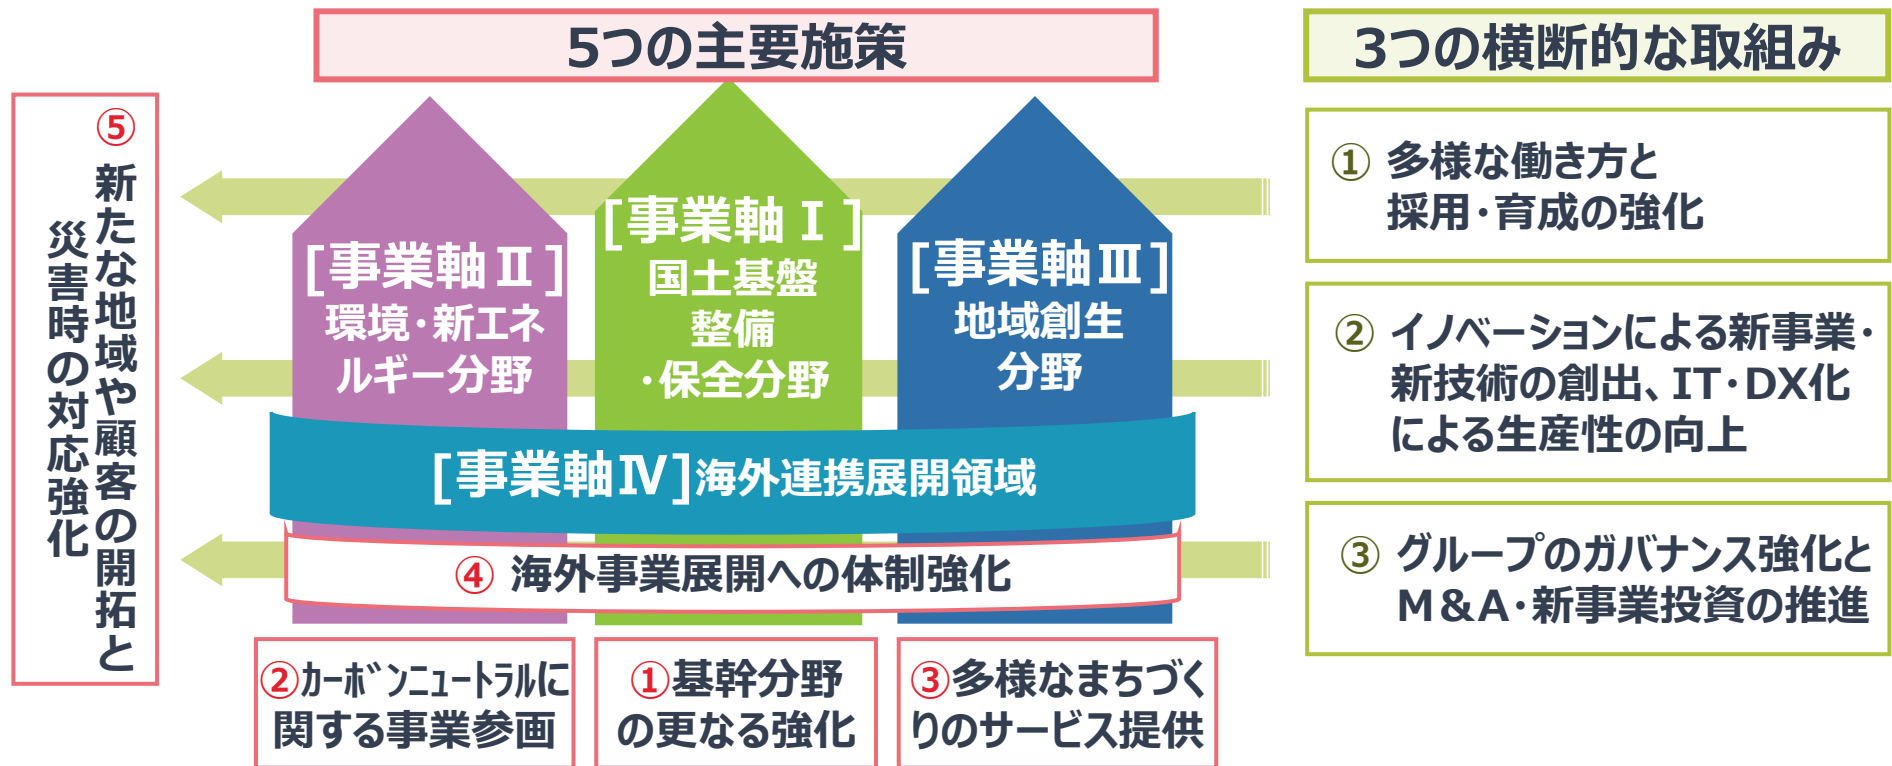 5つの主要施策
3つの横断的な取組み
⑤
新たな地域や顧客の開拓と
災害時の対応強化
[事業軸Ⅱ]
環境・新エネ
ルギー分野
[事業軸Ⅰ]
国土基盤
整備
・保全分野
[事業軸Ⅲ]
地域創生
分野
[事業軸Ⅳ]海外連携展開領域
④ 海外事業展開への体制強化
②ｶｰﾎﾞﾝﾆｭｰﾄﾗﾙに
関する事業参画
①基幹分野
の更なる強化
③多様なまちづく
りのサービス提供
① 多様な働き方と
採用・育成の強化
② イノベーションによる新事業・
新技術の創出、IT・DX化
による生産性の向上
③ グループのガバナンス強化と
M＆A・新事業投資の推進